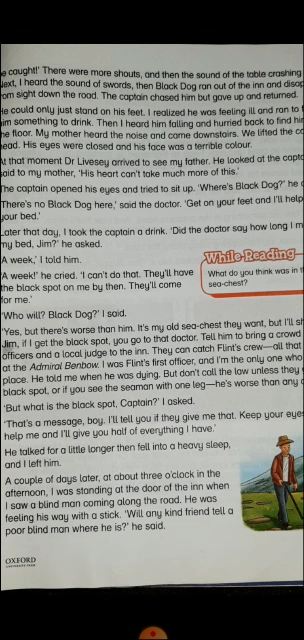 caught!' There were more shouts, and then the sound of the table crashing
I heard the sound of swords, then Black Dog ran out of the inn and
sight down the road. The captain chased him but gave up and returned.
He could only just stand on his feet. I realized he was feeling ill and ran to
him something to drink. Then I heard him falling and hurried back to find
the floor. My mother heard the noise and came downstairs. We lifted the
head. His eyes were closed and his face was a terrible colour.
At that moment Dr Livesey arrived to see my father. He looked at the
said to my mother, 'His heart can't take much more of this.'
The captain opened his eyes and tried to sit up. 'Where's Black Dog?' he
There's no Black Dog here,' said the doctor. 'Get on your feet and I'll help
your bed.'
Later that day, I took the captain a drink. 'Did the doctor say how long I
my bed, Jim?' he asked.
A week,' I told him.
'A week!' he cried. 'I can't do that. They'll have
the black spot on me by then. They'll come
for me.'
While Reading
What do you think was in
sea-chest?
'Who will? Black Dog?' I said.
'Yes, but there's worse than him. It's my old sea-chest they want, but I'll
Jim, if I get the black spot, you go to that doctor. Tell him to bring a crowd
officers and a local judge to the inn. They can catch Flint's crew—all that
at the Admiral Benbow. I was Flint's first officer, and I'm the only one who
place. He told me when he was dying. But don't call the law unless they
black spot, or if you see the seaman with one leg—he's worse than any
'But what is the black spot, Captain?' I asked.
'That's a message, boy. I'll tell you if they give me that. Keep your
help me and I'll give you half of everything I have.'
He talked for a little longer then fell into a heavy sleep,
and I left him.
A couple of days later, at about three o'clock in the
afternoon, I was standing at the door of the inn when
I saw a blind man coming along the road. He was
feeling his way with a stick. 'Will any kind friend tell a
poor blind man where he is?' he said.
OXFORD
UNIVERSITY PRESS